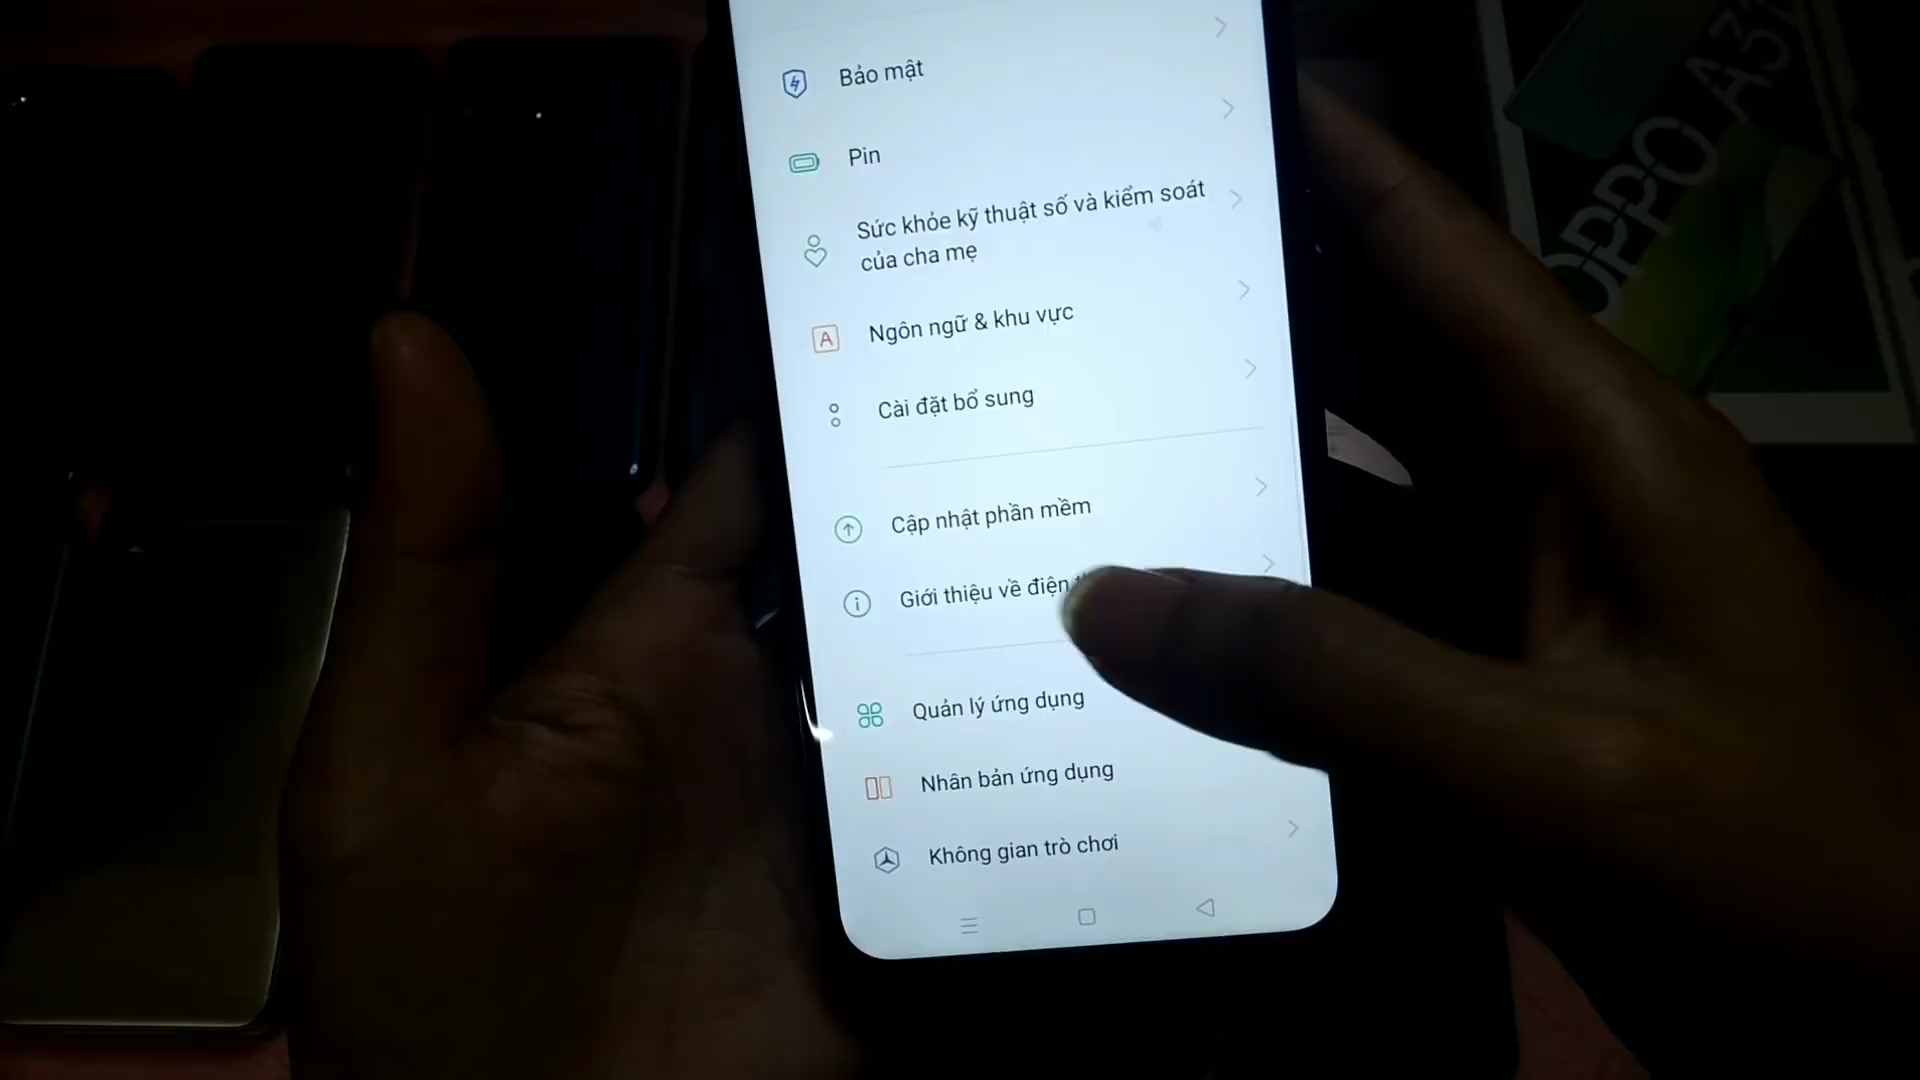 Bảo mật
Pin
Sức khỏe kỹ thuật số và kiểm soát
của cha mẹ
Ngôn ngữ & khu vực
A
Cài đặt bổ sung
Cập nhật phần mềm
Giới thiệu về điện
Quản lý ứng dụng
Nhân bản ứng dụng
Không gian trò chơi
OPPO A31